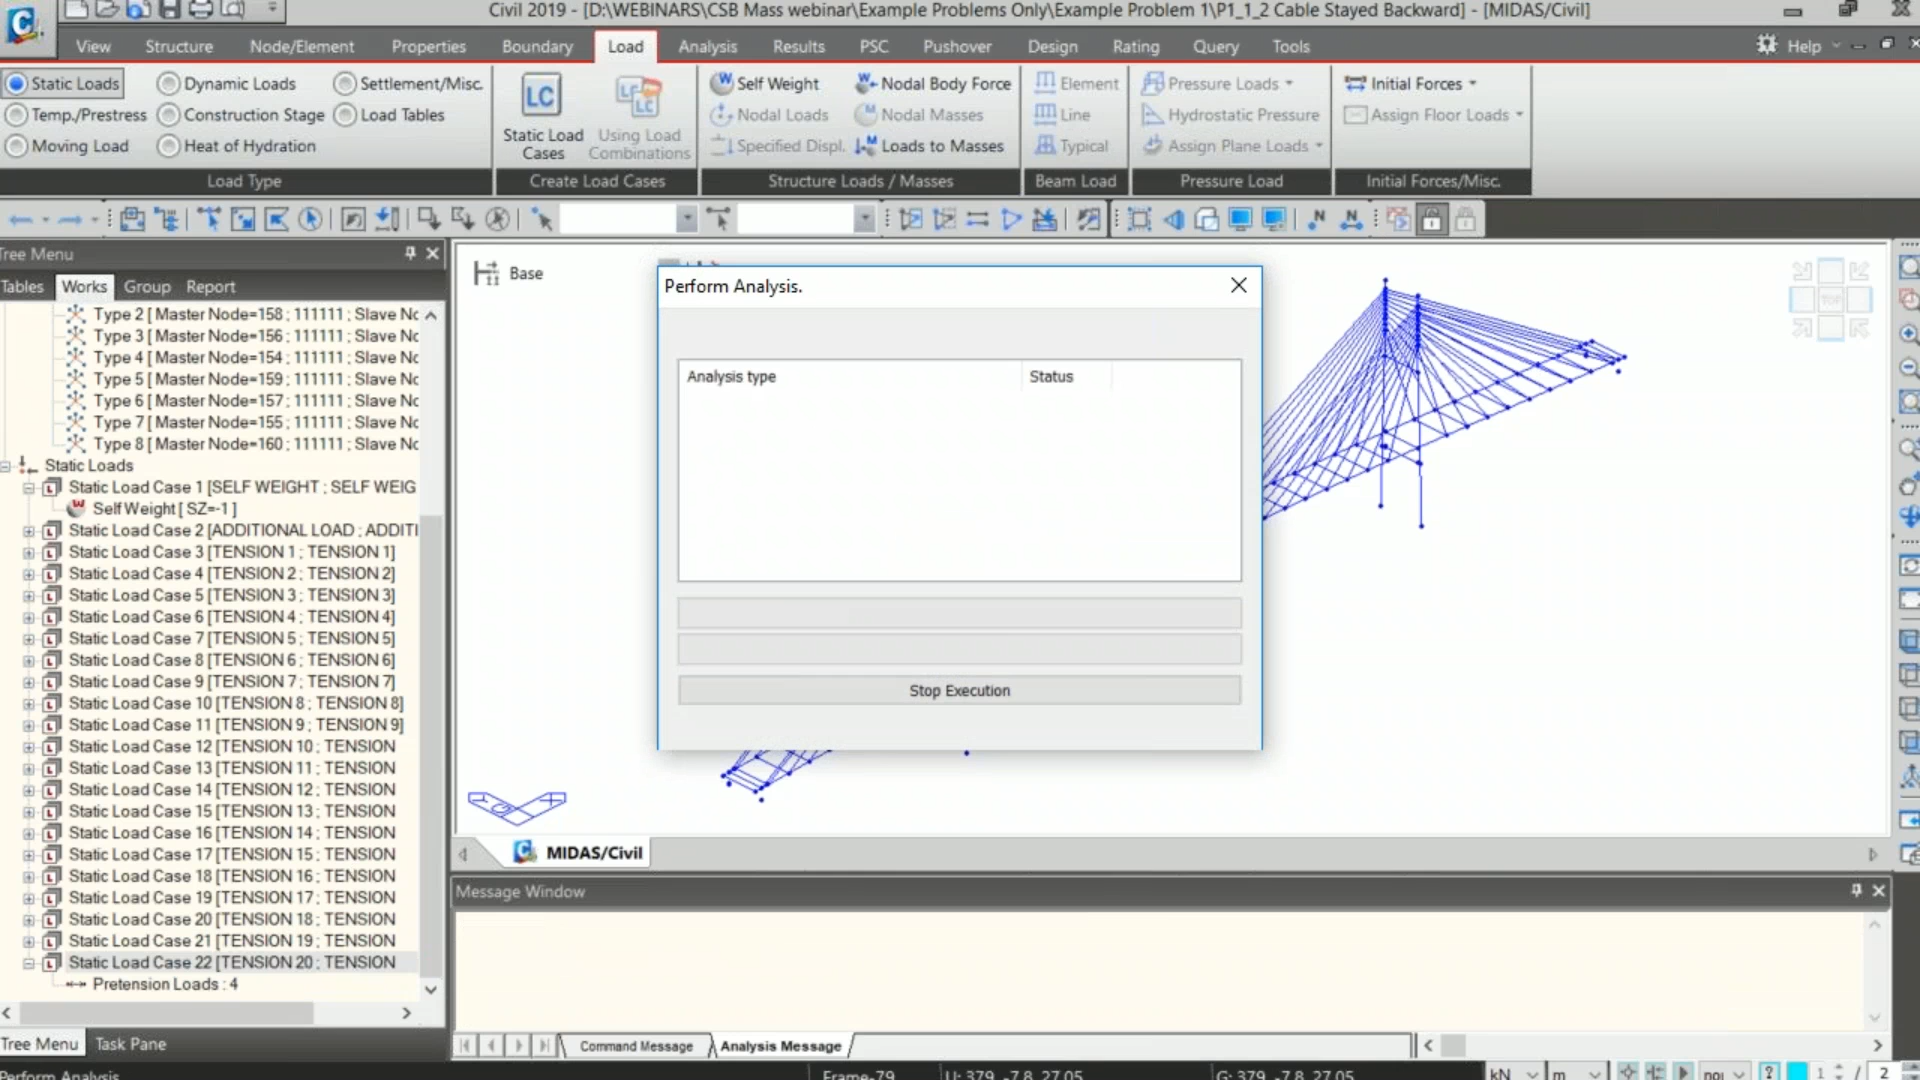 Civil 2019 - [D:\WEBINARS\CSB Mass webinar\Example Problems Only\Example Problem 1\P1_1_2 Cable Stayed Backward] - [MIDAS/Civil]
View Structure Node/Element Properties Boundary Load Analysis Results PSC Pushover Design Rating Query Tools Help
Static Loads Dynamic Loads Settlement/Misc.
Temp./Prestress Construction Stage Load Tables
Moving Load Heat of Hydration
Load Type
LC
Static Load Cases
Using Load Combinations
Create Load Cases
Self Weight Nodal Body Force
Nodal Loads Nodal Masses
Specified Displ. Loads to Masses
Structure Loads / Masses
Element
Line
Typical
Beam Load
Pressure Loads
Hydrostatic Pressure
Assign Plane Loads
Pressure Load
Initial Forces
Assign Floor Loads
Initial Forces/Misc.
Tree Menu
Tables Works Group Report
Type 2 [ Master Node=158 ; 111111 ; Slave Nc
Type 3 [ Master Node=156 ; 111111 ; Slave Nc
Type 4 [ Master Node=154 ; 111111 ; Slave Nc
Type 5 [ Master Node=159 ; 111111 ; Slave Nc
Type 6 [ Master Node=157 ; 111111 ; Slave Nc
Type 7 [ Master Node=155 ; 111111 ; Slave Nc
Type 8 [ Master Node=160 ; 111111 ; Slave Nc
Static Loads
Static Load Case 1 [SELF WEIGHT ; SELF WEIG
Self Weight [ SZ=-1 ]
Static Load Case 2 [ADDITIONAL LOAD ; ADDITI
Static Load Case 3 [TENSION 1 ; TENSION 1]
Static Load Case 4 [TENSION 2 ; TENSION 2]
Static Load Case 5 [TENSION 3 ; TENSION 3]
Static Load Case 6 [TENSION 4 ; TENSION 4]
Static Load Case 7 [TENSION 5 ; TENSION 5]
Static Load Case 8 [TENSION 6 ; TENSION 6]
Static Load Case 9 [TENSION 7 ; TENSION 7]
Static Load Case 10 [TENSION 8 ; TENSION 8]
Static Load Case 11 [TENSION 9 ; TENSION 9]
Static Load Case 12 [TENSION 10 ; TENSION
Static Load Case 13 [TENSION 11 ; TENSION
Static Load Case 14 [TENSION 12 ; TENSION
Static Load Case 15 [TENSION 13 ; TENSION
Static Load Case 16 [TENSION 14 ; TENSION
Static Load Case 17 [TENSION 15 ; TENSION
Static Load Case 18 [TENSION 16 ; TENSION
Static Load Case 19 [TENSION 17 ; TENSION
Static Load Case 20 [TENSION 18 ; TENSION
Static Load Case 21 [TENSION 19 ; TENSION
Static Load Case 22 [TENSION 20 ; TENSION
Pretension Loads : 4
Tree Menu Task Pane
Base
TOP
Perform Analysis.
Analysis type Status
Stop Execution
MIDAS/Civil
Message Window
Command Message Analysis Message
Perform Analysis Frame-79 U: 379, -7.8, 27.05 G: 379, -7.8, 27.05 kN m 1 / 2